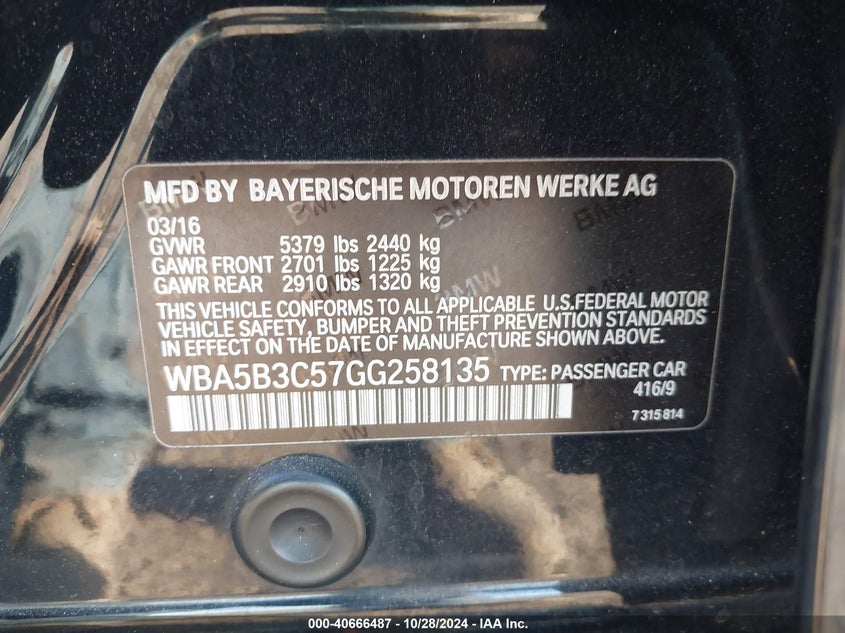 MFD BY BAYERISCHE MOTOREN WERKE AG
03/16
GVWR 5379 lbs 2440 kg
GAWR FRONT 2701 lbs 1225 kg
GAWR REAR 2910 lbs 1320 kg
THIS VEHICLE CONFORMS TO ALL APPLICABLE U.S.FEDERAL MOTOR
VEHICLE SAFETY, BUMPER AND THEFT PREVENTION STANDARDS
IN EFFECT ON THE DATE OF MANUFACTURE SHOWN ABOVE.
WBA5B3C57GG258135 TYPE: PASSENGER CAR
416/9
7 315 814
000-40666487 - 10/28/2024 - IAA Inc.